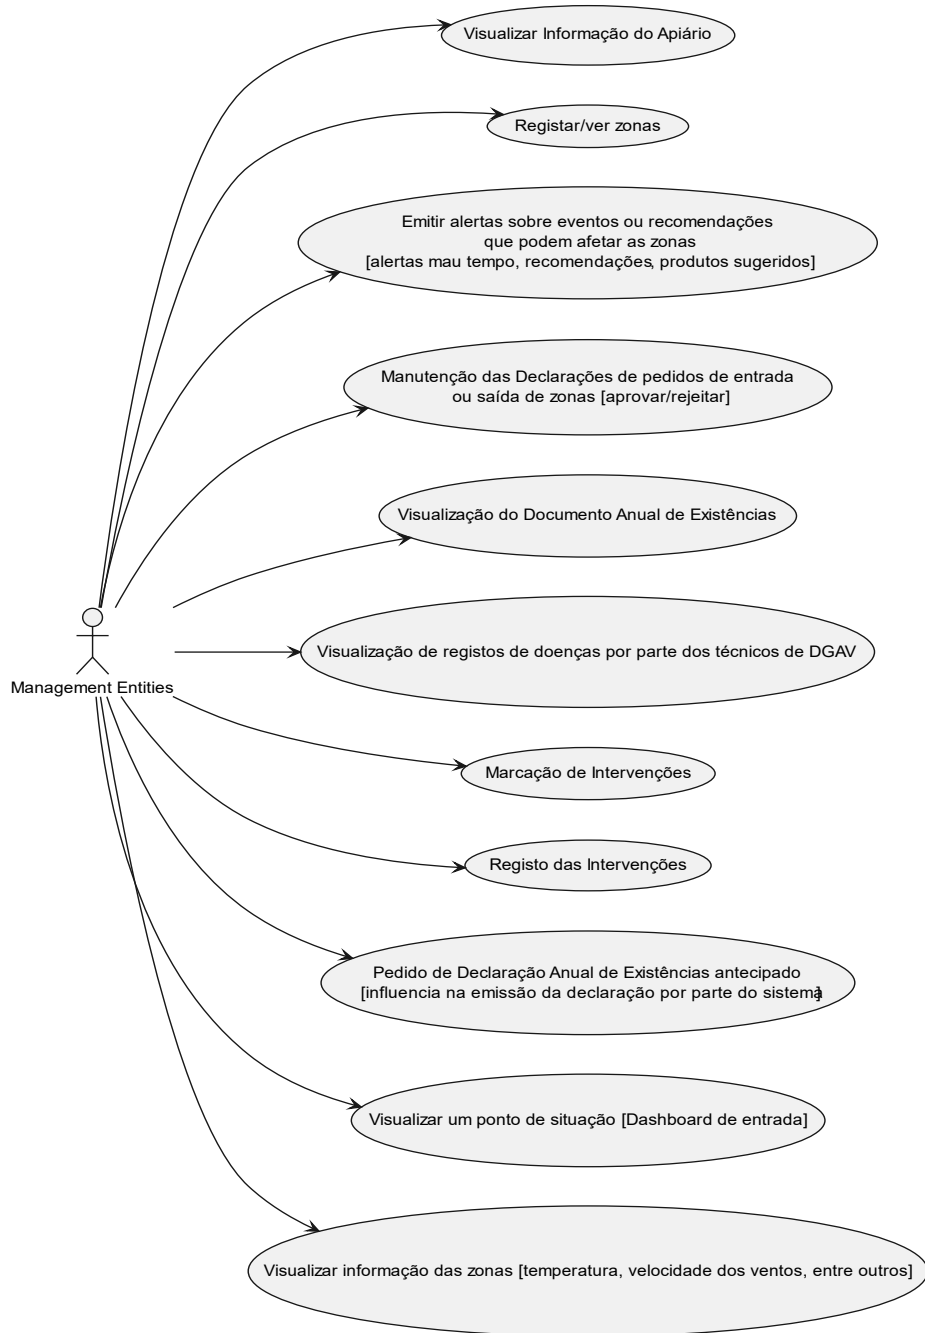 Visualizar Informação do Apiário
Registar/ver zonas
Emitir alertas sobre eventos ou recomendações
que podem afetar as zonas
[alertas mau tempo, recomendações, produtos sugeridos]
Manutenção das Declarações de pedidos de entrada
ou saída de zonas [aprovar/rejeitar]
Visualização do Documento Anual de Existências
Visualização de registos de doenças por parte dos técnicos de DGAV
Management Entities
Marcação de Intervenções
Registo das Intervenções
Pedido de Declaração Anual de Existências antecipado
[influencia na emissão da declaração por parte do sistema]
Visualizar um ponto de situação [Dashboard de entrada]
Visualizar informação das zonas [temperatura, velocidade dos ventos, entre outros]